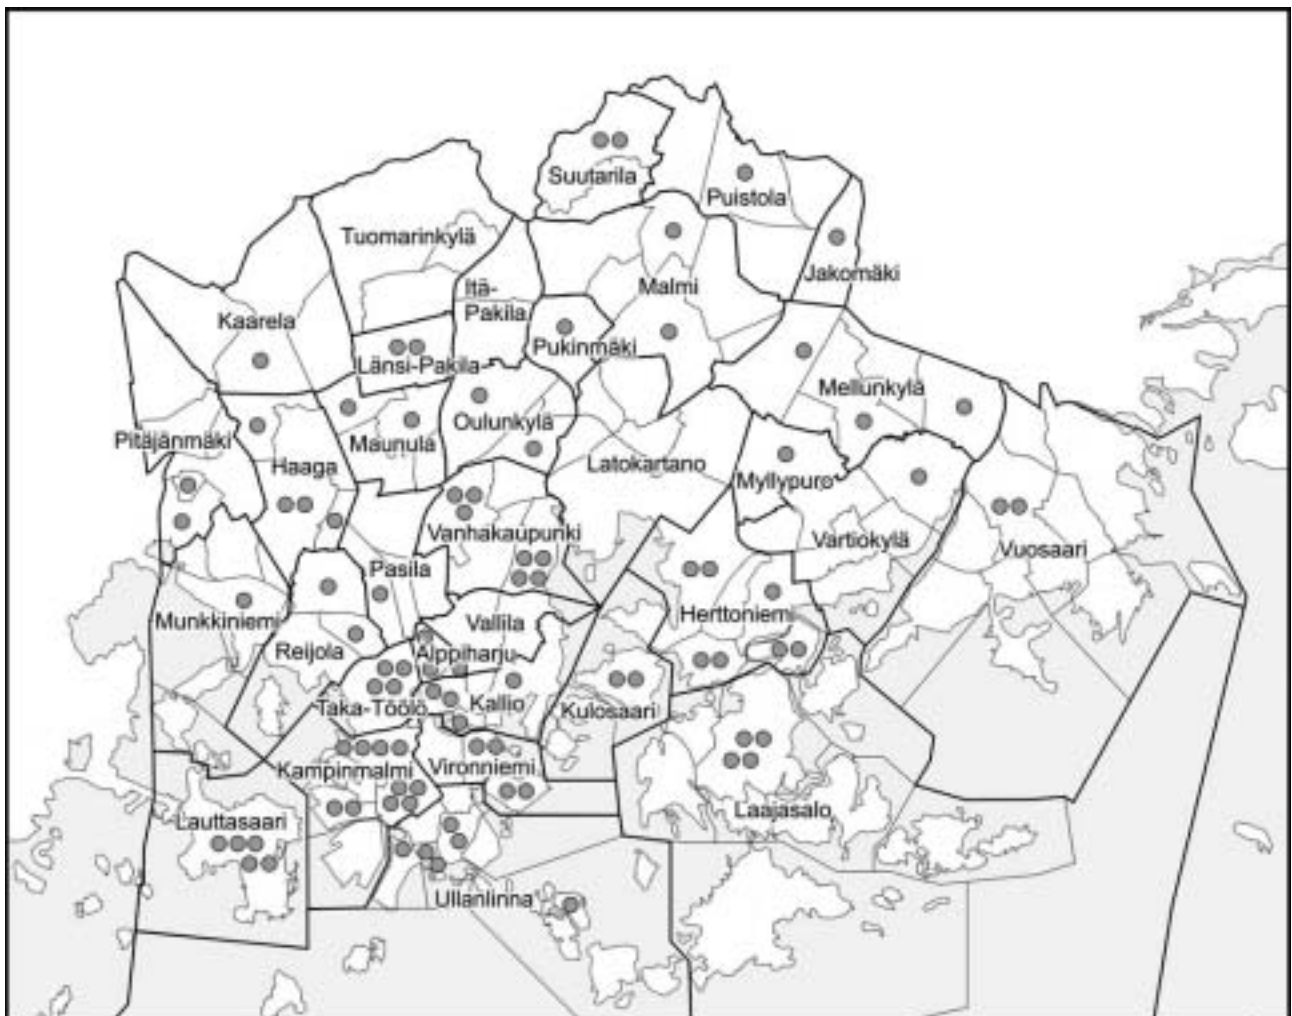 Suutarila
Puistola
Tuomarinkylä
Jakomäki
Itä-
Pakila
Malmi
Kaarela
Pukinmäki
Länsi-Pakila
Mellunkylä
Oulunkylä
Pitäjänmäki
Maunula
Haaga
Latokartano
Myllypuro
Vanhakaupunki
Vartiokylä
Vuosaari
Pasila
Munkkiniemi
Vallila
Herttoniemi
Reijola
Alppiharju
Taka-Töölö
Kallio
Kulosaari
Kampinmalmi
Vironniemi
Laajasalo
Lauttasaari
Ullanlinna